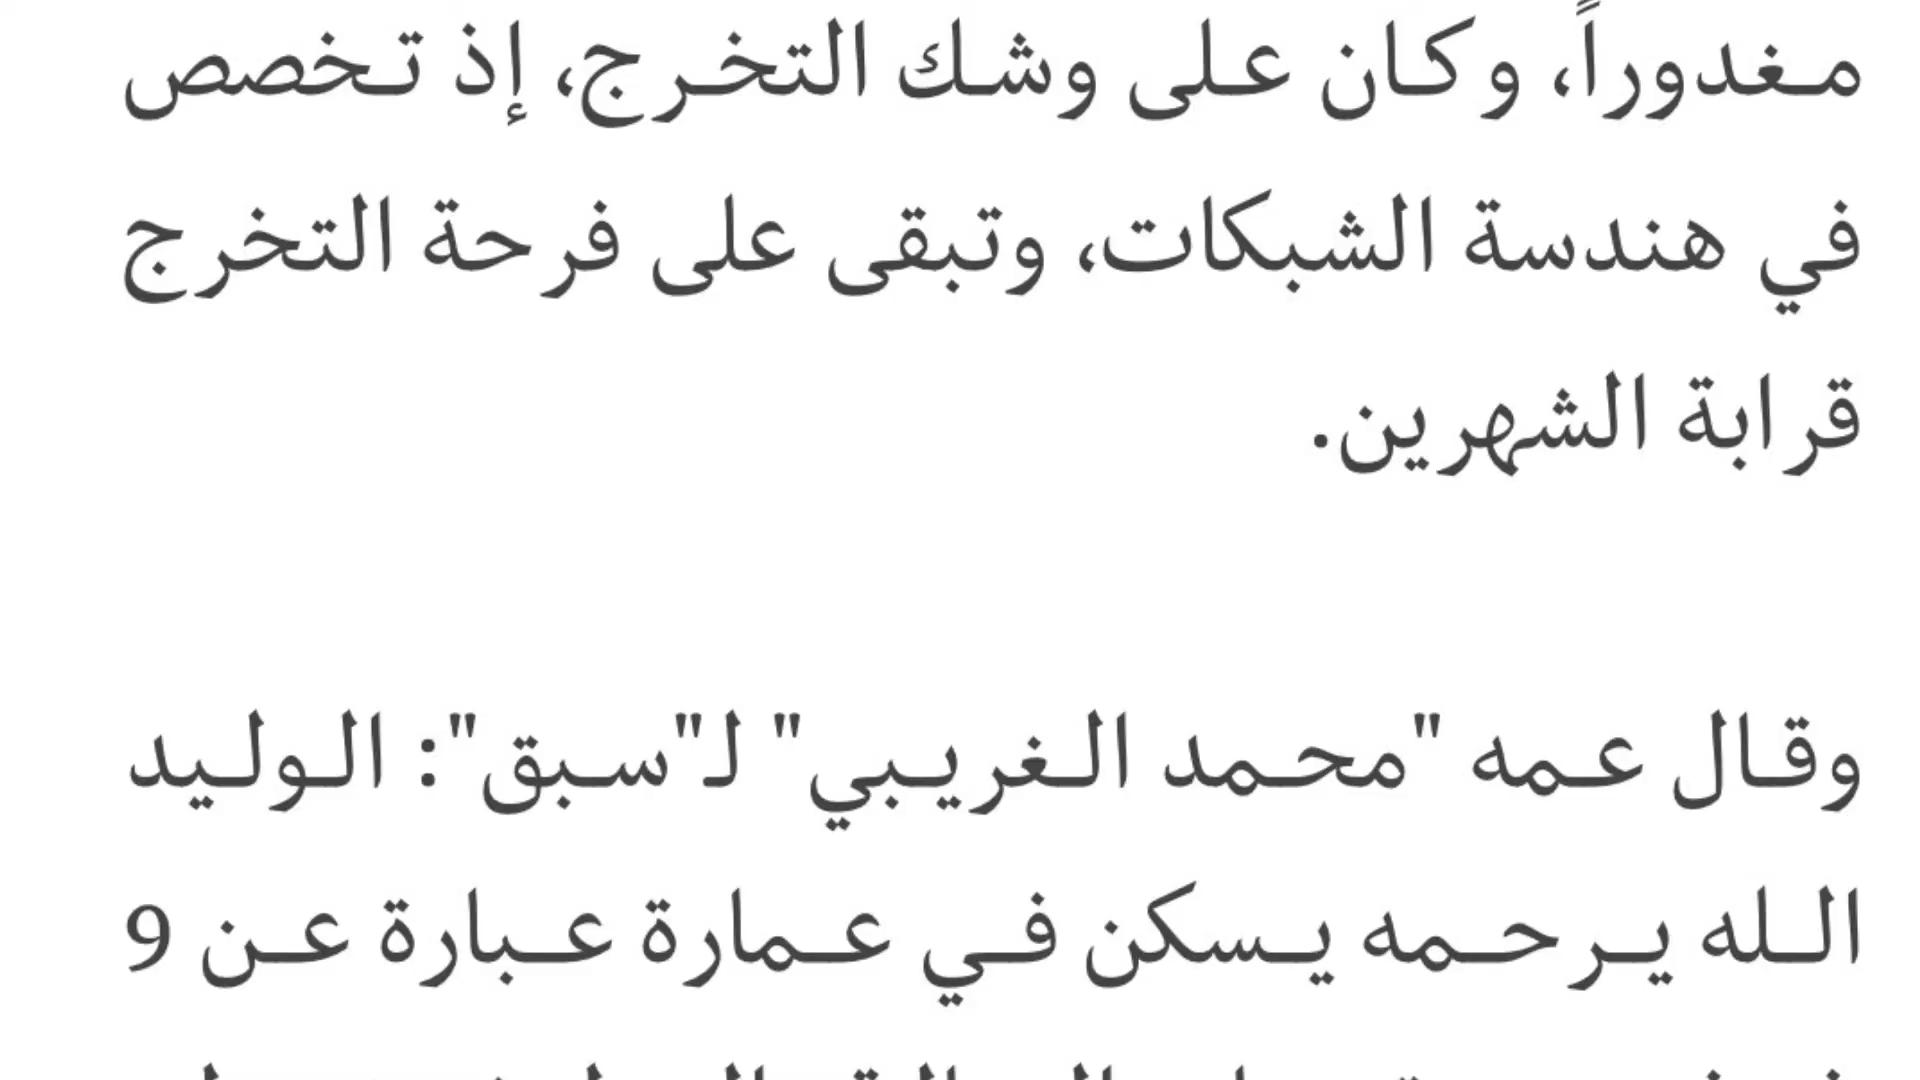 مغدوراً، وكان على وشك التخرج، إذ تخصص
في هندسة الشبكات، وتبقى على فرحة التخرج
قرابة الشهرين.
وقال عمه "محمد الغريبي" لـ"سبق": الوليد
الله يرحمه يسكن في عمارة عبارة عن 9